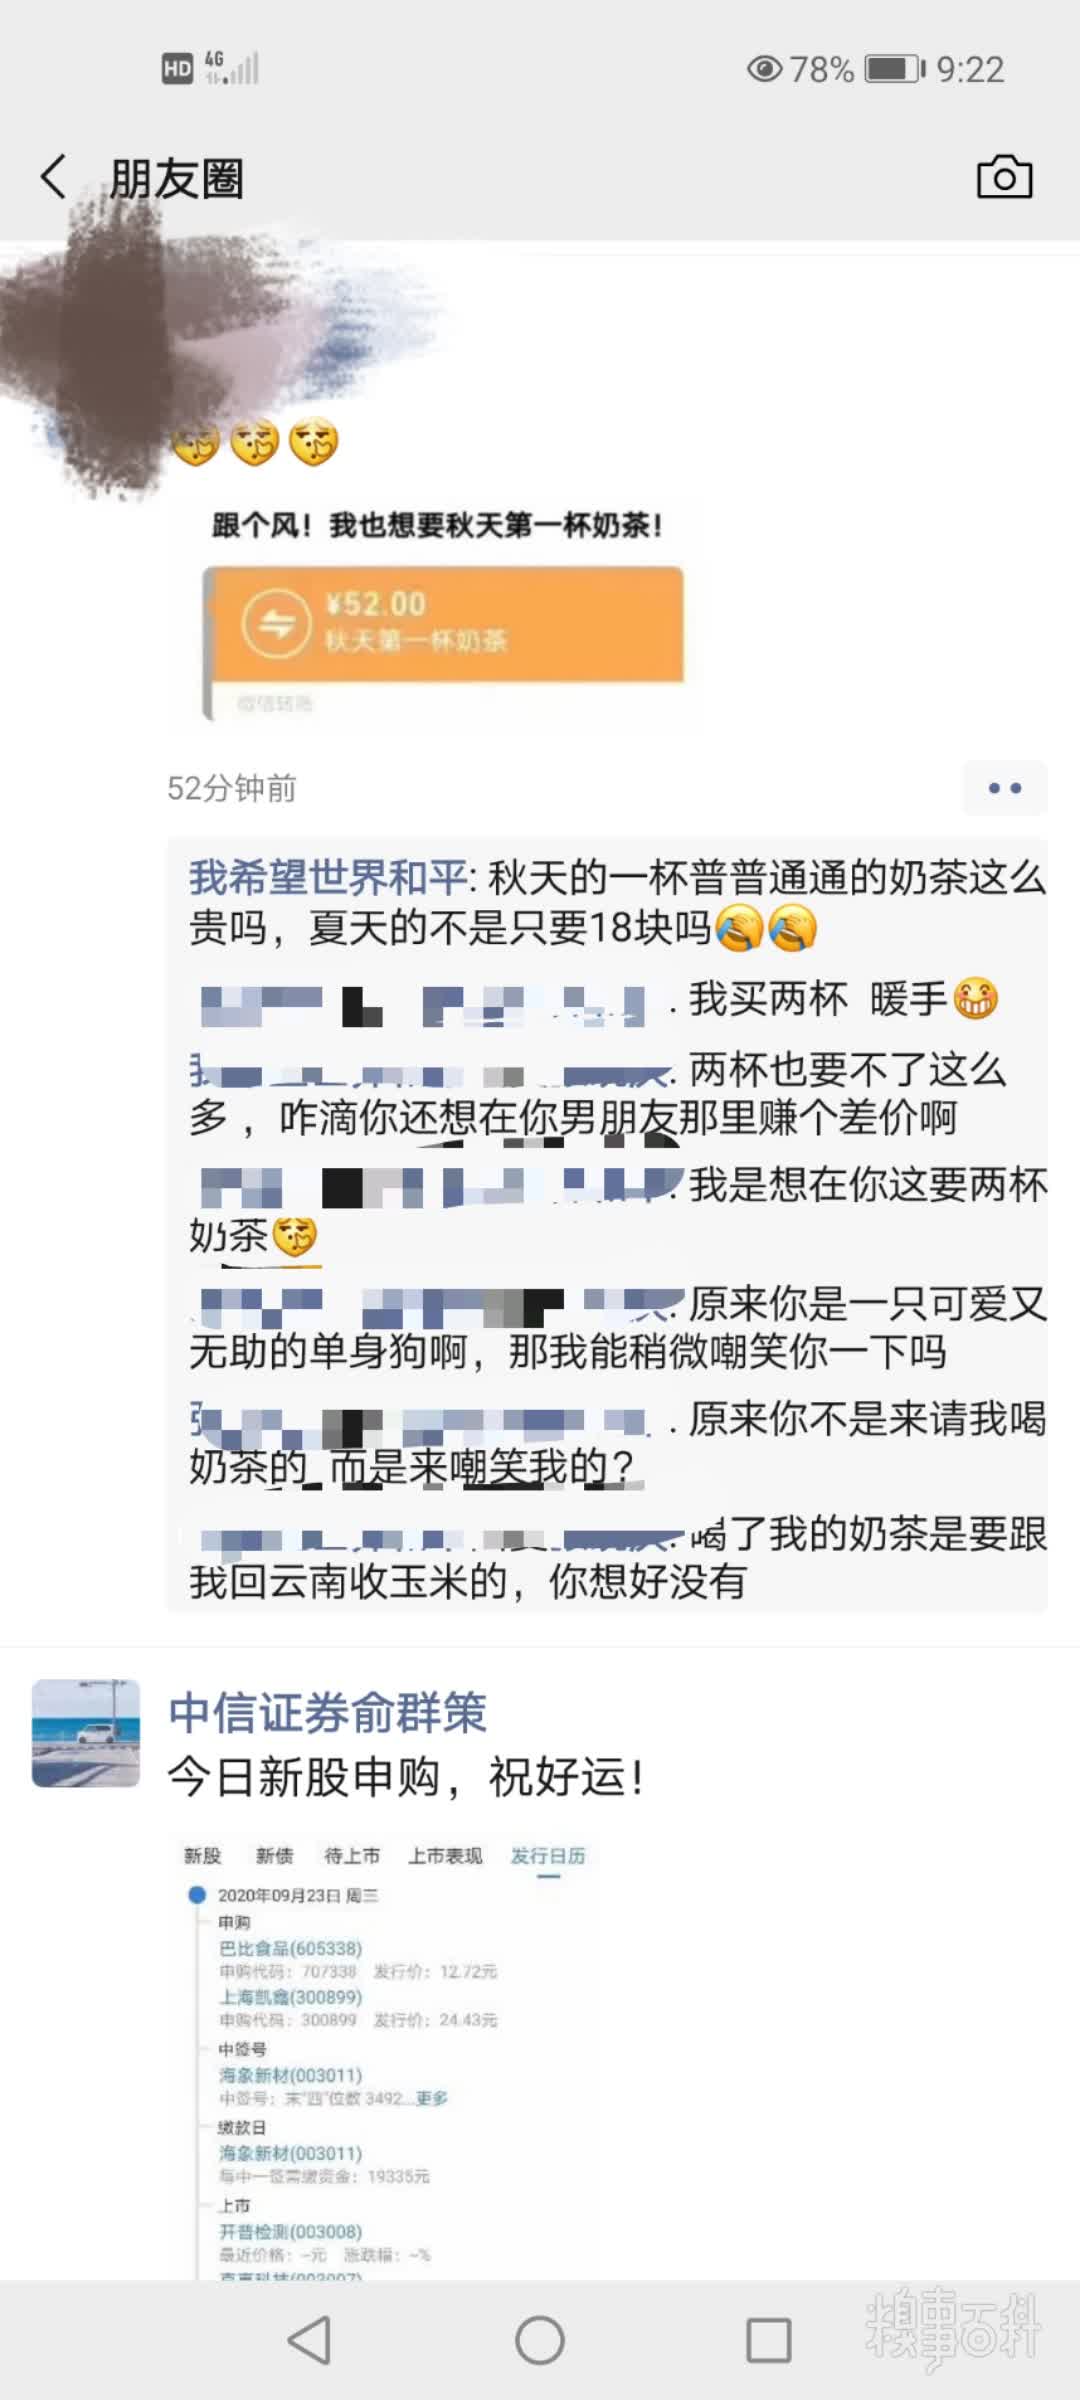 HD 4G 78% 9:22
朋友圈
跟个风！我也想要秋天第一杯奶茶！
¥52.00
秋天第一杯奶茶
微信转账
52分钟前
我希望世界和平: 秋天的一杯普普通通的奶茶这么
贵吗，夏天的不是只要18块吗
我买两杯 暖手
两杯也要不了这么
多 ，咋滴你还想在你男朋友那里赚个差价啊
我是想在你这要两杯
奶茶
原来你是一只可爱又
无助的单身狗啊，那我能稍微嘲笑你一下吗
原来你不是来请我喝
奶茶的 而是来嘲笑我的?
喝了我的奶茶是要跟
我回云南收玉米的，你想好没有
中信证券俞群策
今日新股申购，祝好运!
新股 新债 待上市 上市表现 发行日历
2020年09月23日 周三
申购
巴比食品(605338)
申购代码：707338 发行价：12.72元
上海凯鑫(300899)
申购代码：300899 发行价：24.43元
中签号
海象新材(003011)
中签号：末“四”位数 3492...更多
缴款日
海象新材(003011)
每中一签需缴资金：19335元
上市
开普检测(003008)
最近价格：--元 涨跌幅：--%
糗事百科